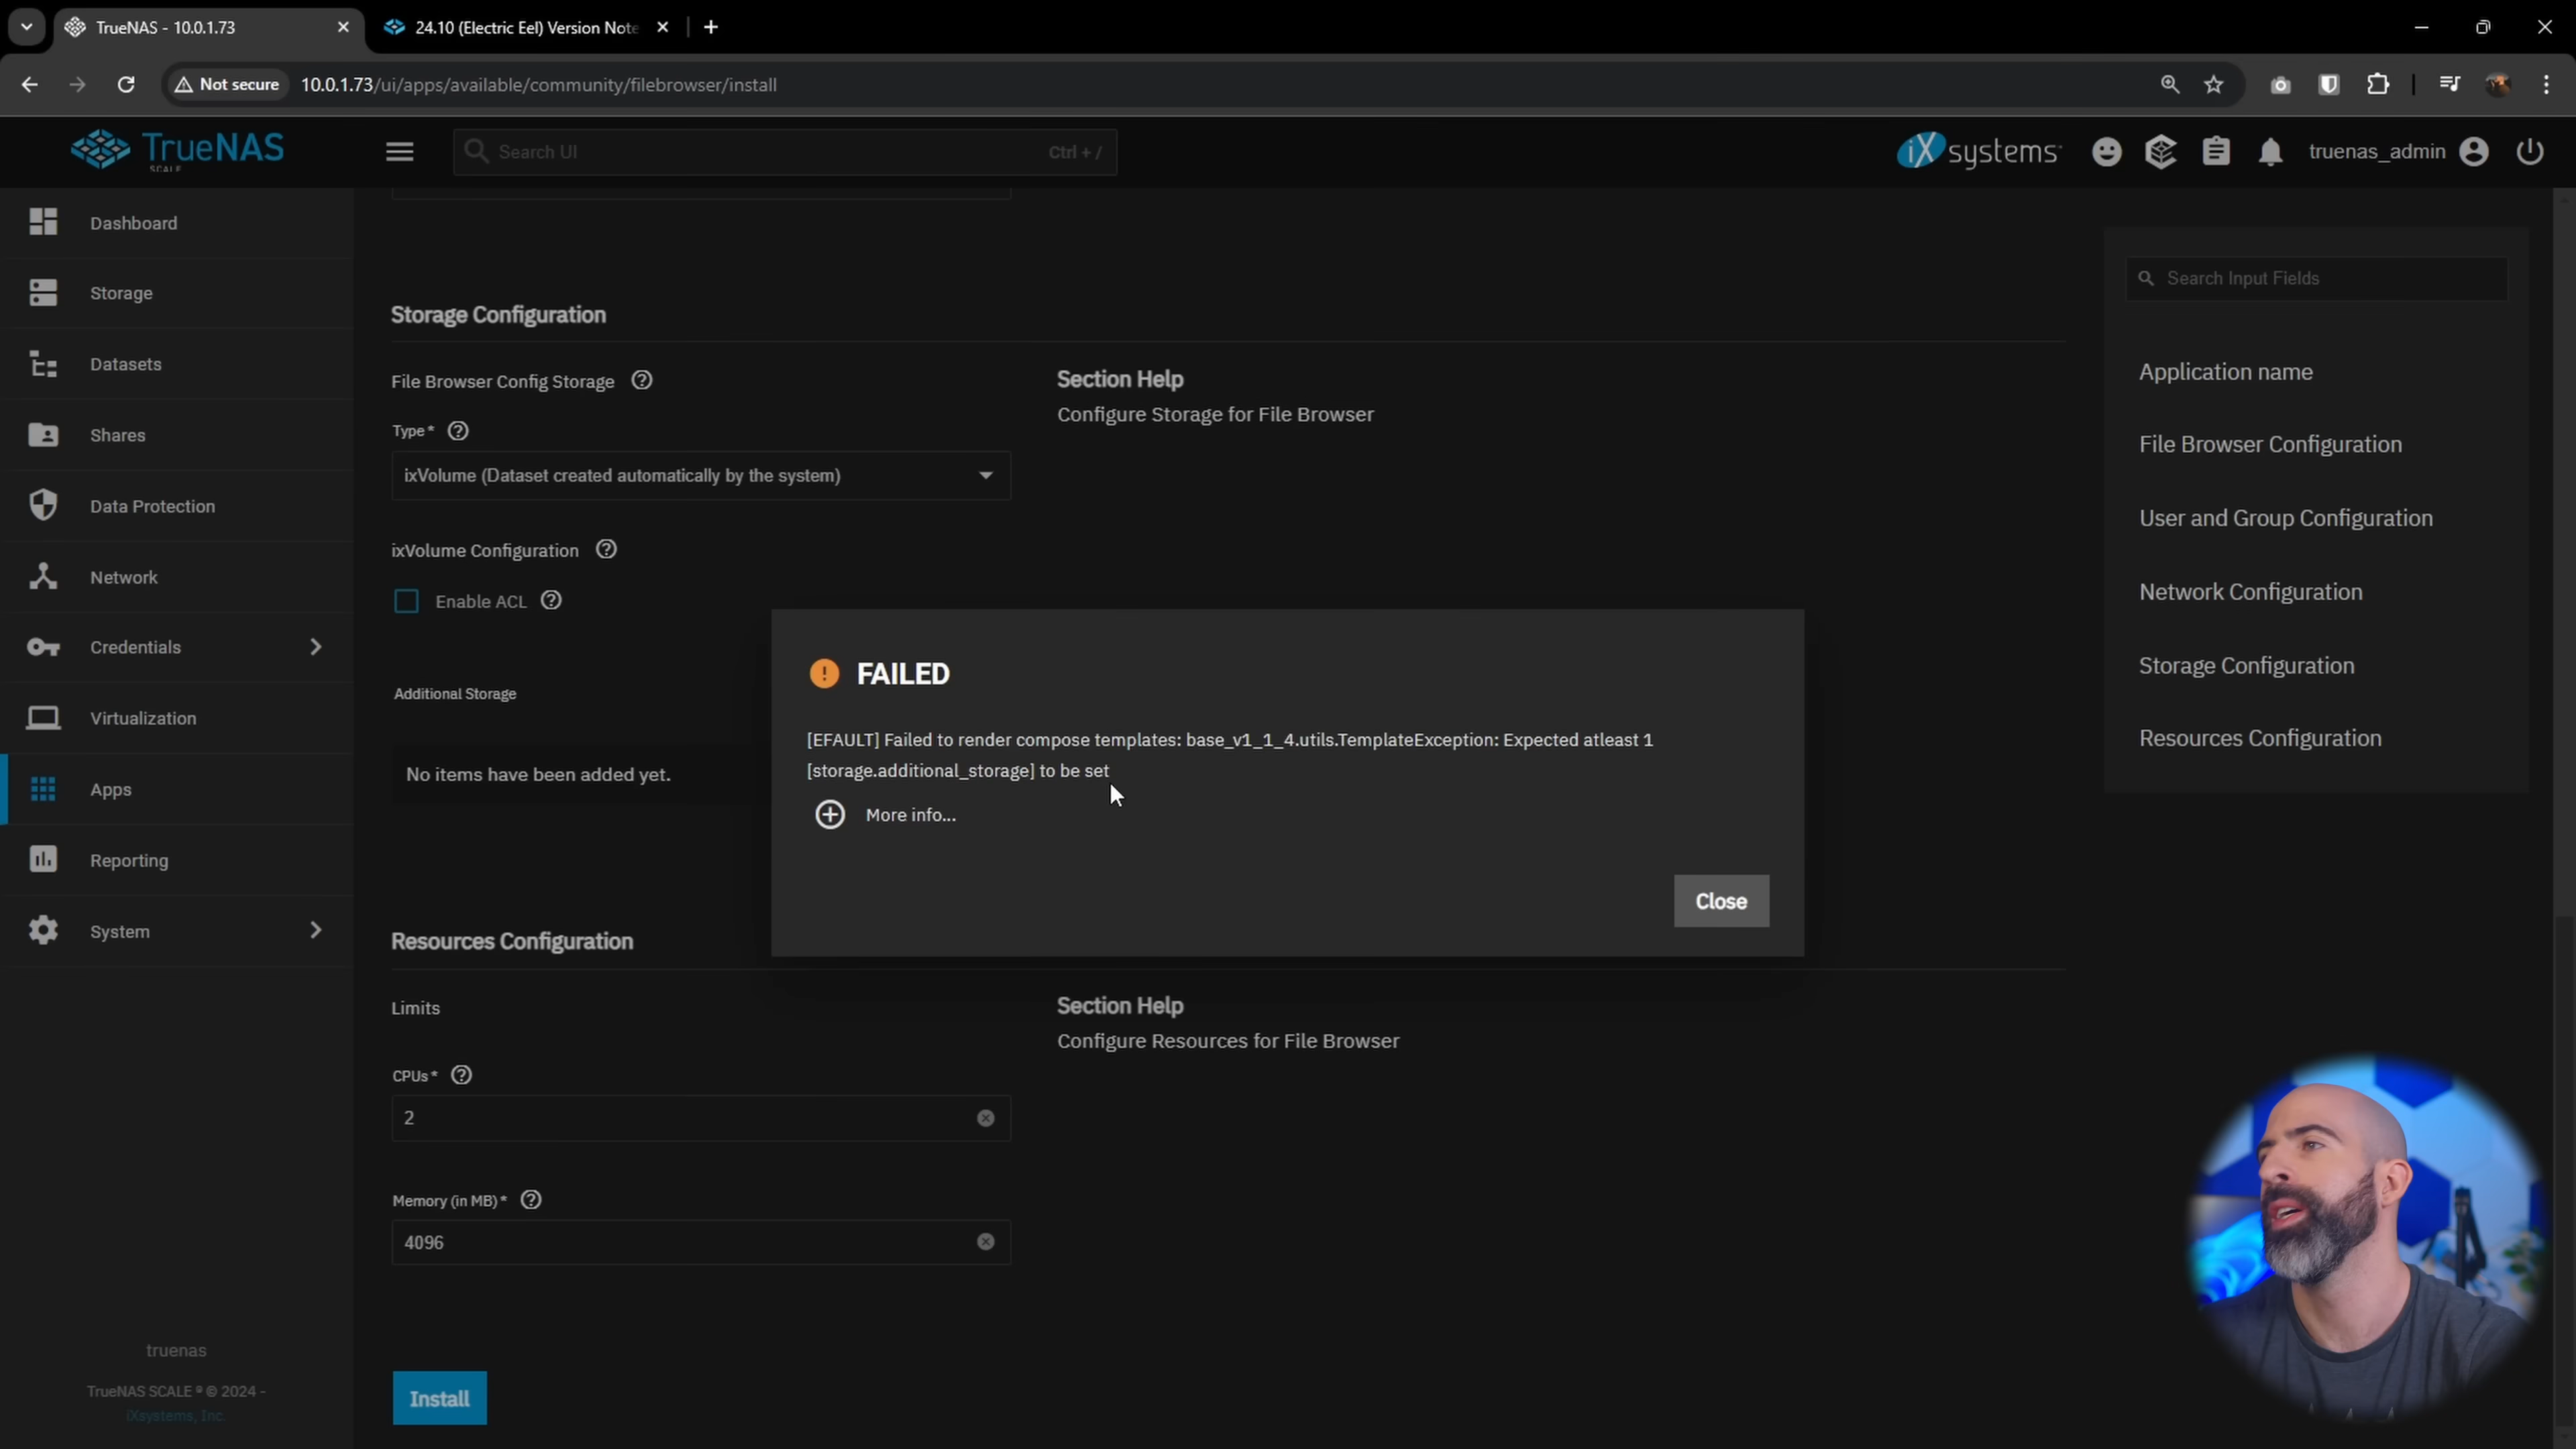 TrueNAS - 10.0.1.73
24.10 (Electric Eel) Version Note
Not secure
10.0.1.73/ui/apps/available/community/filebrowser/install
TrueNAS
SCALE
Search UI
Ctrl + /
iXsystems
truenas_admin
Dashboard
Storage
Datasets
Shares
Data Protection
Network
Credentials
Virtualization
Apps
Reporting
System
truenas
TrueNAS SCALE ® © 2024 -
iXsystems, Inc.
Storage Configuration
File Browser Config Storage
Type*
ixVolume (Dataset created automatically by the system)
ixVolume Configuration
Enable ACL
Additional Storage
No items have been added yet.
Section Help
Configure Storage for File Browser
FAILED
[EFAULT] Failed to render compose templates: base_v1_1_4.utils.TemplateException: Expected atleast 1
[storage.additional_storage] to be set
More info...
Close
Resources Configuration
Limits
CPUs*
2
Memory (in MB)*
4096
Section Help
Configure Resources for File Browser
Install
Search Input Fields
Application name
File Browser Configuration
User and Group Configuration
Network Configuration
Storage Configuration
Resources Configuration